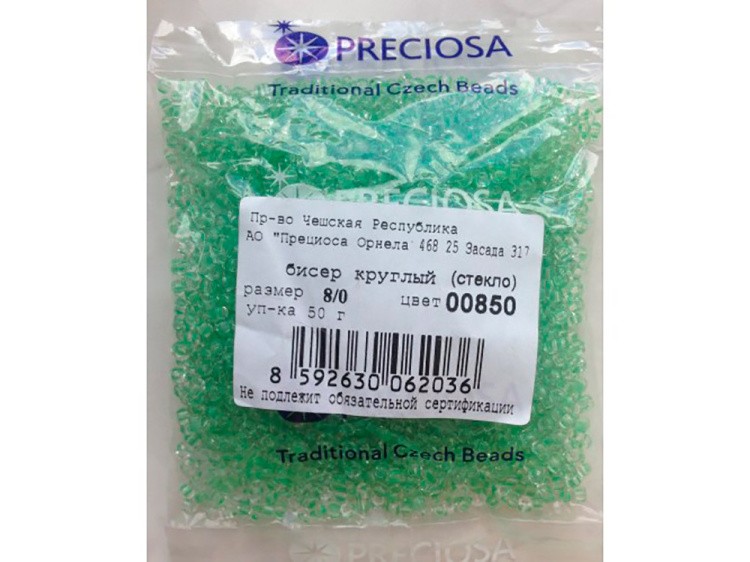 PRECIOSA
Traditional Czech Beads
PRECIOSA
Пр-во Чешская Республика
АО "Прециоса Орнела" 468 25 Засада 317
бисер круглый (стекло)
размер 8/0 цвет 00850
уп-ка 50 г
8 592630 062036
Не подлежит обязательной сертификации
Traditional Czech Beads
PRECIOSA